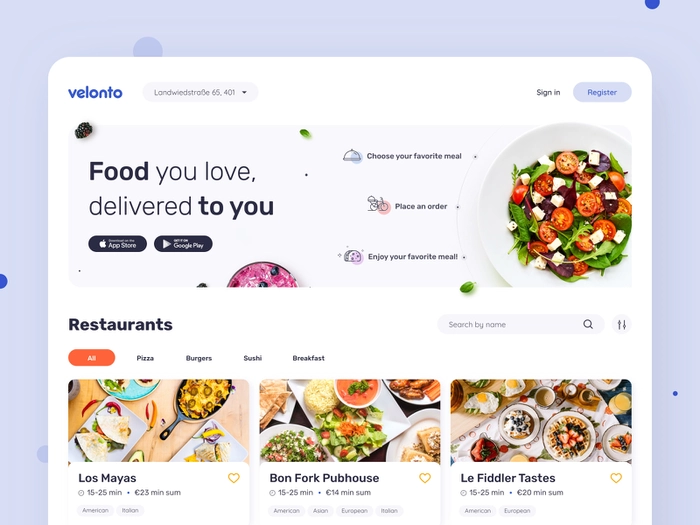 velonto
Landwiedstraße 65, 401
Sign in
Register
Food you love,
delivered to you
Download on the
App Store
GET IT ON
Google Play
Choose your favorite meal
Place an order
Enjoy your favorite meal!
Restaurants
Search by name
All
Pizza
Burgers
Sushi
Breakfast
Los Mayas
15-25 min • €23 min sum
American
Italian
Bon Fork Pubhouse
15-25 min • €14 min sum
American
Asian
European
Italian
Le Fiddler Tastes
15-25 min • €20 min sum
American
European